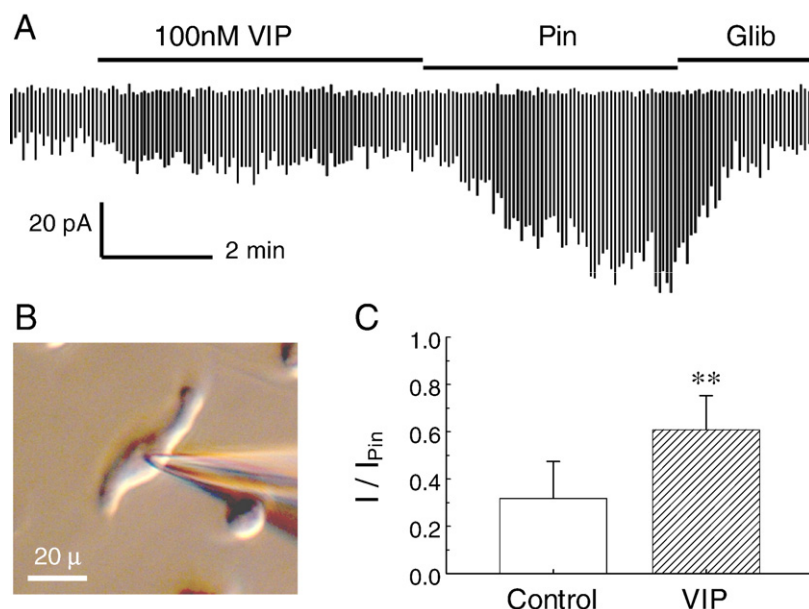 A
100nM VIP Pin Glib
20 pA
2 min
B
20 μ
C
1.0
0.8
0.6
0.4
0.2
0.0
I / I_Pin
**
Control VIP